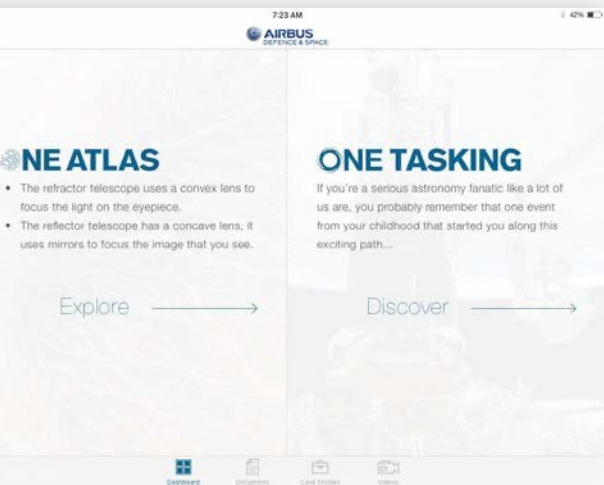 7:23 AM
42%
AIRBUS
DEFENCE & SPACE
ONE ATLAS
• The refractor telescope uses a convex lens to
focus the light on the eyepiece.
• The reflector telescope has a concave lens, it
uses mirrors to focus the image that you see.
Explore
ONE TASKING
If you're a serious astronomy fanatic like a lot of
us are, you probably remember that one event
from your childhood that started you along this
exciting path...
Discover
Dashboard
Documents
Case Studies
Videos